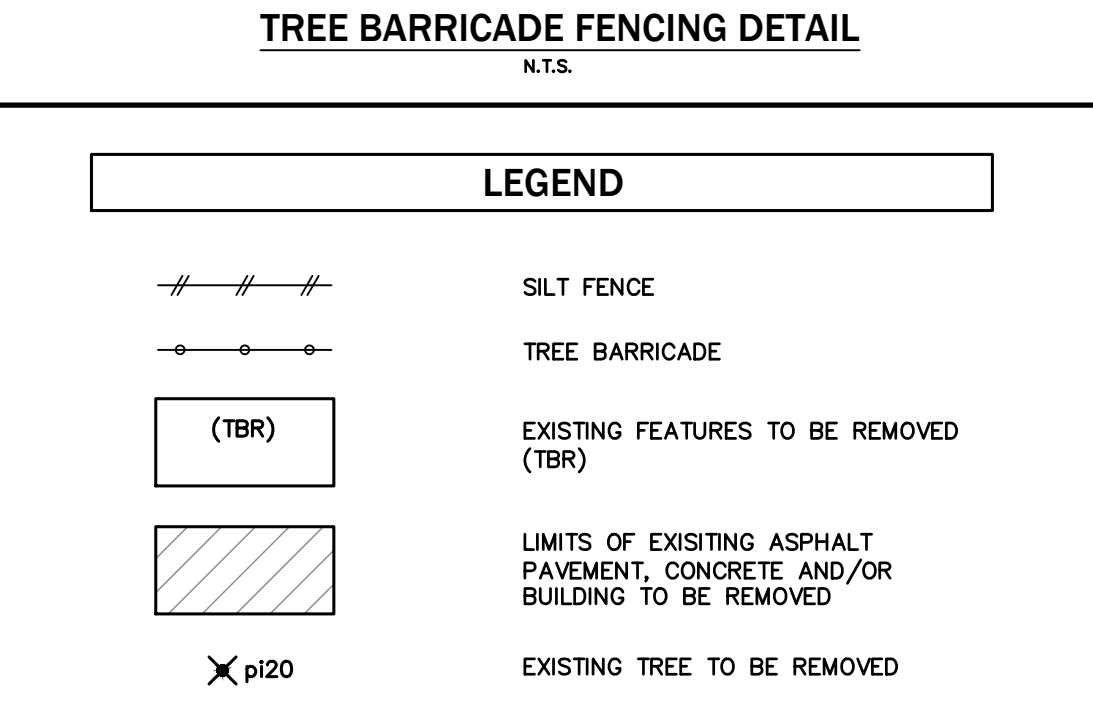 TREE BARRICADE FENCING DETAIL
N.T.S.
LEGEND
SILT FENCE
TREE BARRICADE
(TBR)
EXISTING FEATURES TO BE REMOVED
(TBR)
LIMITS OF EXISITING ASPHALT
PAVEMENT, CONCRETE AND/OR
BUILDING TO BE REMOVED
pi20
EXISTING TREE TO BE REMOVED